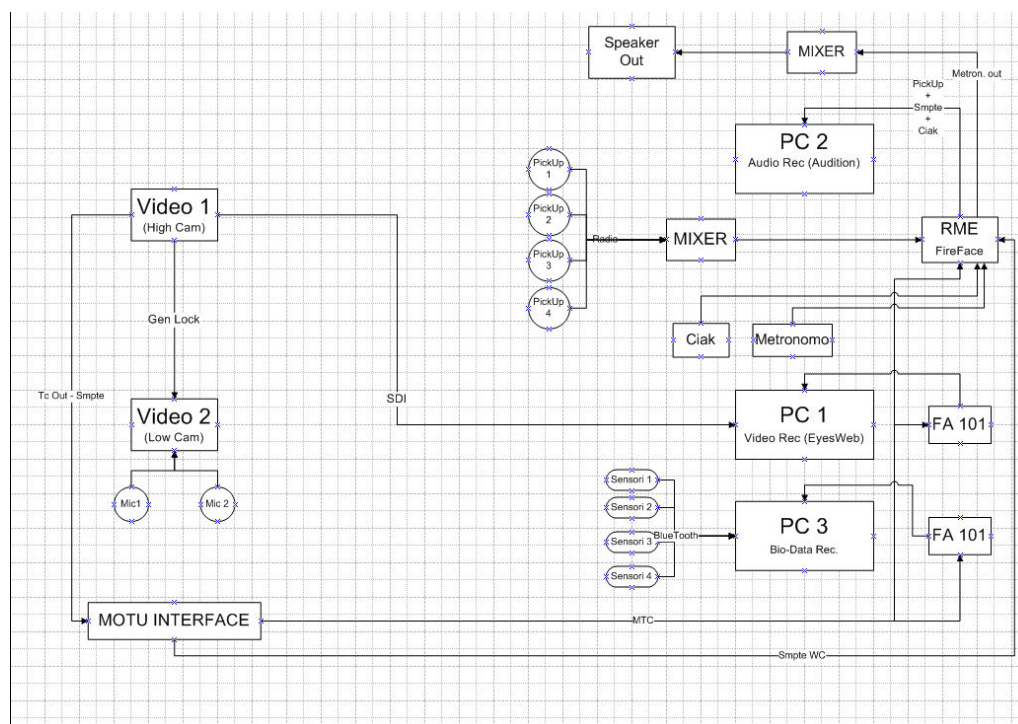 Speaker
Out
MIXER
Metron. out
PickUp
+
Smpte
+
Ciak
PC 2
Audio Rec (Audition)
PickUp
1
PickUp
2
PickUp
3
PickUp
4
Radio
MIXER
RME
FireFace
Video 1
(High Cam)
Gen Lock
Ciak
Metronomo
Tc Out - Smpte
SDI
Video 2
(Low Cam)
PC 1
Video Rec (EyesWeb)
FA 101
Mic1
Mic 2
Sensori 1
Sensori 2
Sensori 3
Sensori 4
BlueTooth
PC 3
Bio-Data Rec.
FA 101
MOTU INTERFACE
MTC
Smpte WC